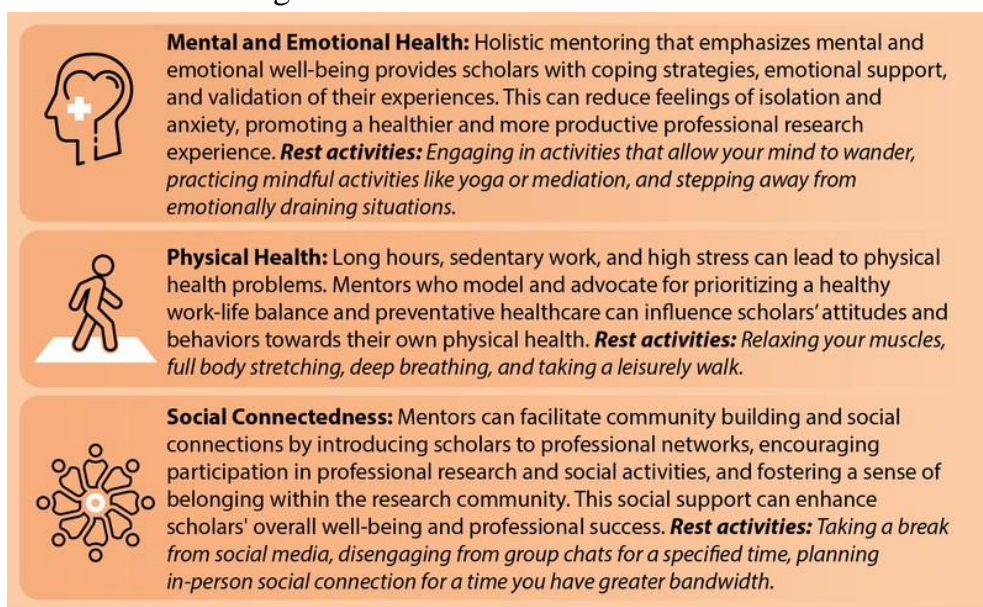 Mental and Emotional Health: Holistic mentoring that emphasizes mental and
emotional well-being provides scholars with coping strategies, emotional support,
and validation of their experiences. This can reduce feelings of isolation and
anxiety, promoting a healthier and more productive professional research
experience. Rest activities: Engaging in activities that allow your mind to wander,
practicing mindful activities like yoga or mediation, and stepping away from
emotionally draining situations.
Physical Health: Long hours, sedentary work, and high stress can lead to physical
health problems. Mentors who model and advocate for prioritizing a healthy
work-life balance and preventative healthcare can influence scholars' attitudes and
behaviors towards their own physical health. Rest activities: Relaxing your muscles,
full body stretching, deep breathing, and taking a leisurely walk.
Social Connectedness: Mentors can facilitate community building and social
connections by introducing scholars to professional networks, encouraging
participation in professional research and social activities, and fostering a sense of
belonging within the research community. This social support can enhance
scholars' overall well-being and professional success. Rest activities: Taking a break
from social media, disengaging from group chats for a specified time, planning
in-person social connection for a time you have greater bandwidth.